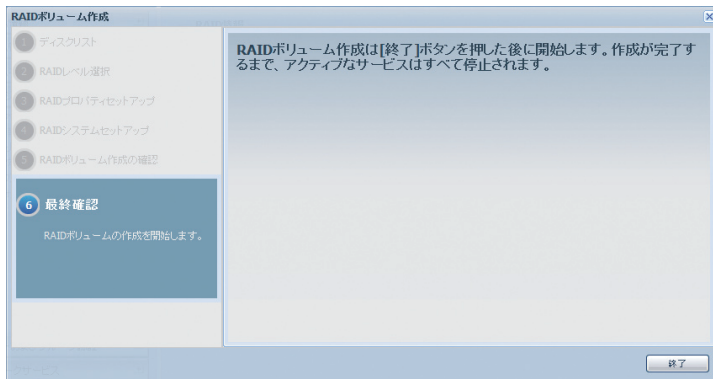 RAIDボリューム作成
1 ディスクリスト
2 RAIDレベル選択
3 RAIDプロパティセットアップ
4 RAIDシステムセットアップ
5 RAIDボリューム作成の確認
6 最終確認
RAIDボリュームの作成を開始します。
RAIDボリューム作成は[終了]ボタンを押した後に開始します。作成が完了す
るまで、アクティブなサービスはすべて停止されます。
終了